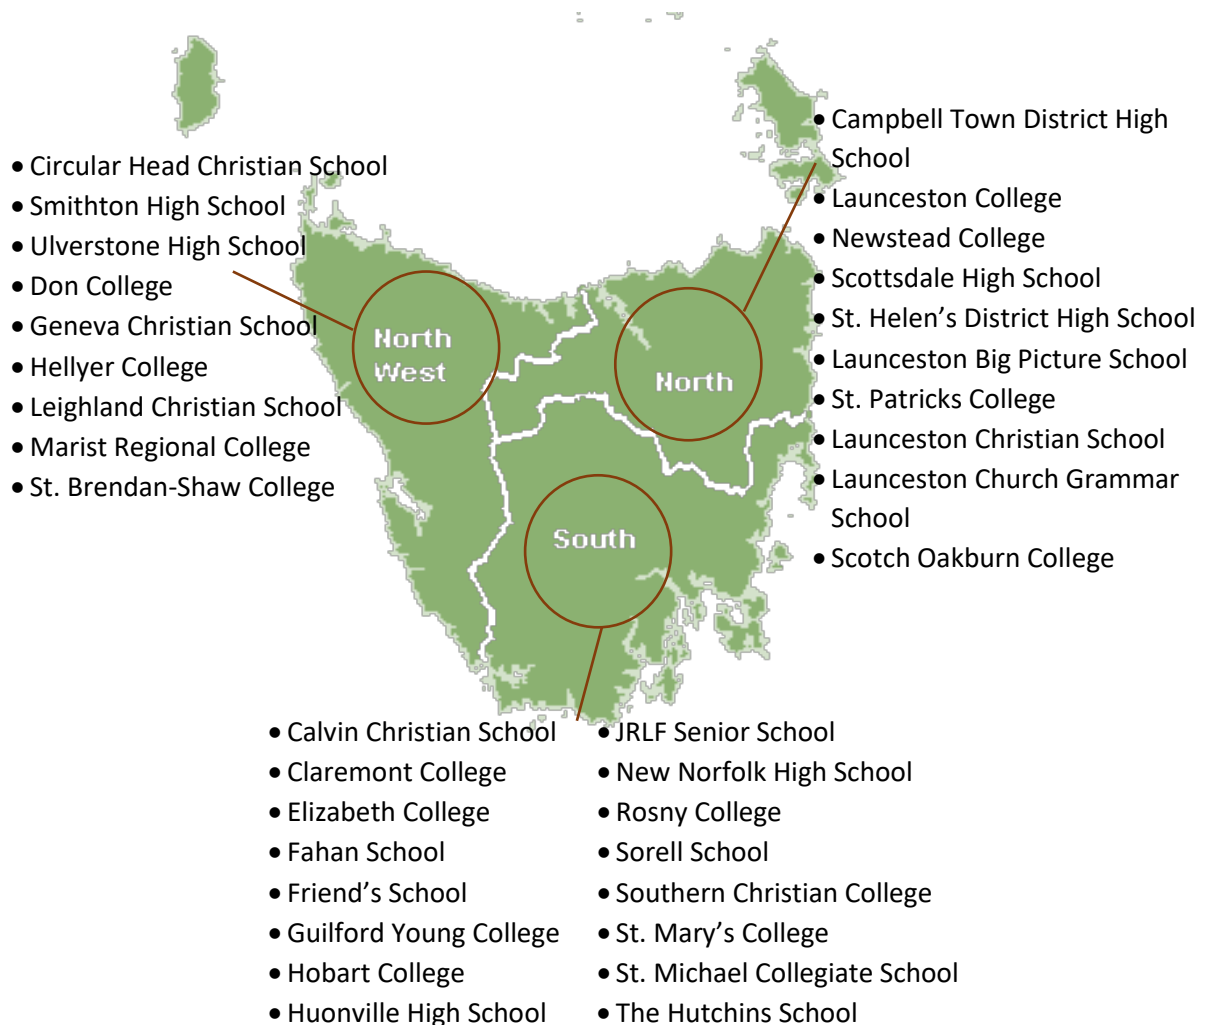 • Circular Head Christian School
• Smithton High School
• Ulverstone High School
• Don College
• Geneva Christian School
• Hellyer College
• Leighland Christian School
• Marist Regional College
• St. Brendan-Shaw College
• Campbell Town District High
School
• Launceston College
• Newstead College
• Scottsdale High School
• St. Helen’s District High School
• Launceston Big Picture School
• St. Patricks College
• Launceston Christian School
• Launceston Church Grammar
School
• Scotch Oakburn College
North
West
North
South
• Calvin Christian School
• Claremont College
• Elizabeth College
• Fahan School
• Friend’s School
• Guilford Young College
• Hobart College
• Huonville High School
• JRLF Senior School
• New Norfolk High School
• Rosny College
• Sorell School
• Southern Christian College
• St. Mary’s College
• St. Michael Collegiate School
• The Hutchins School